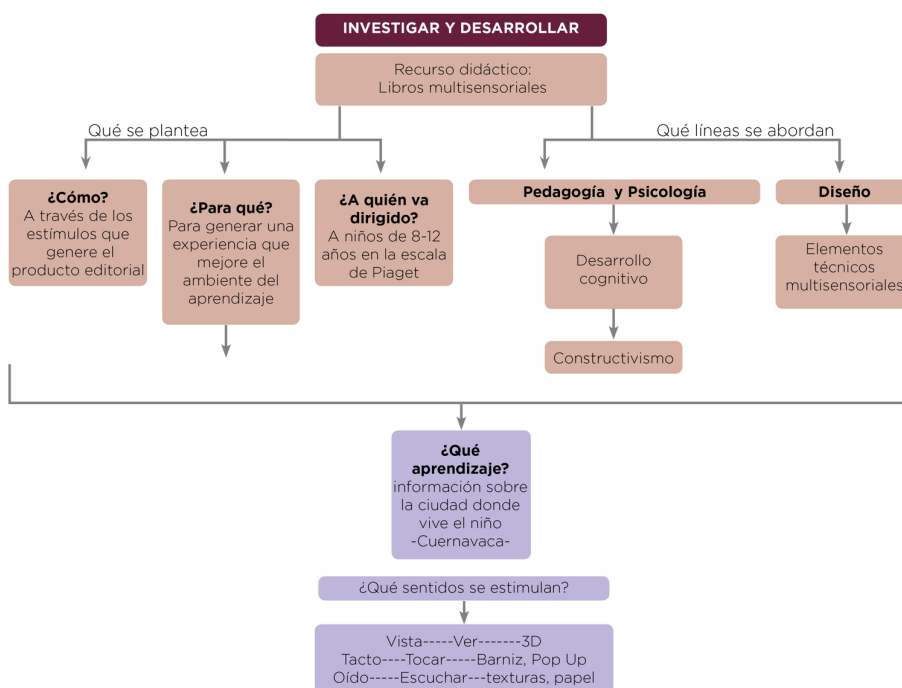 INVESTIGAR Y DESARROLLAR
Recurso didáctico:
Libros multisensoriales
Qué se plantea
Qué líneas se abordan
¿Cómo?
A través de los
estímulos que
genere el
producto editorial
¿Para qué?
Para generar una
experiencia que
mejore el
ambiente del
aprendizaje
¿A quién va
dirigido?
A niños de 8-12
años en la escala
de Piaget
Pedagogía y Psicología
Desarrollo
cognitivo
Constructivismo
Diseño
Elementos
técnicos
multisensoriales
¿Qué
aprendizaje?
información sobre
la ciudad donde
vive el niño
-Cuernavaca-
¿Qué sentidos se estimulan?
Vista-----Ver-------3D
Tacto----Tocar-----Barniz, Pop Up
Oído-----Escuchar---texturas, papel